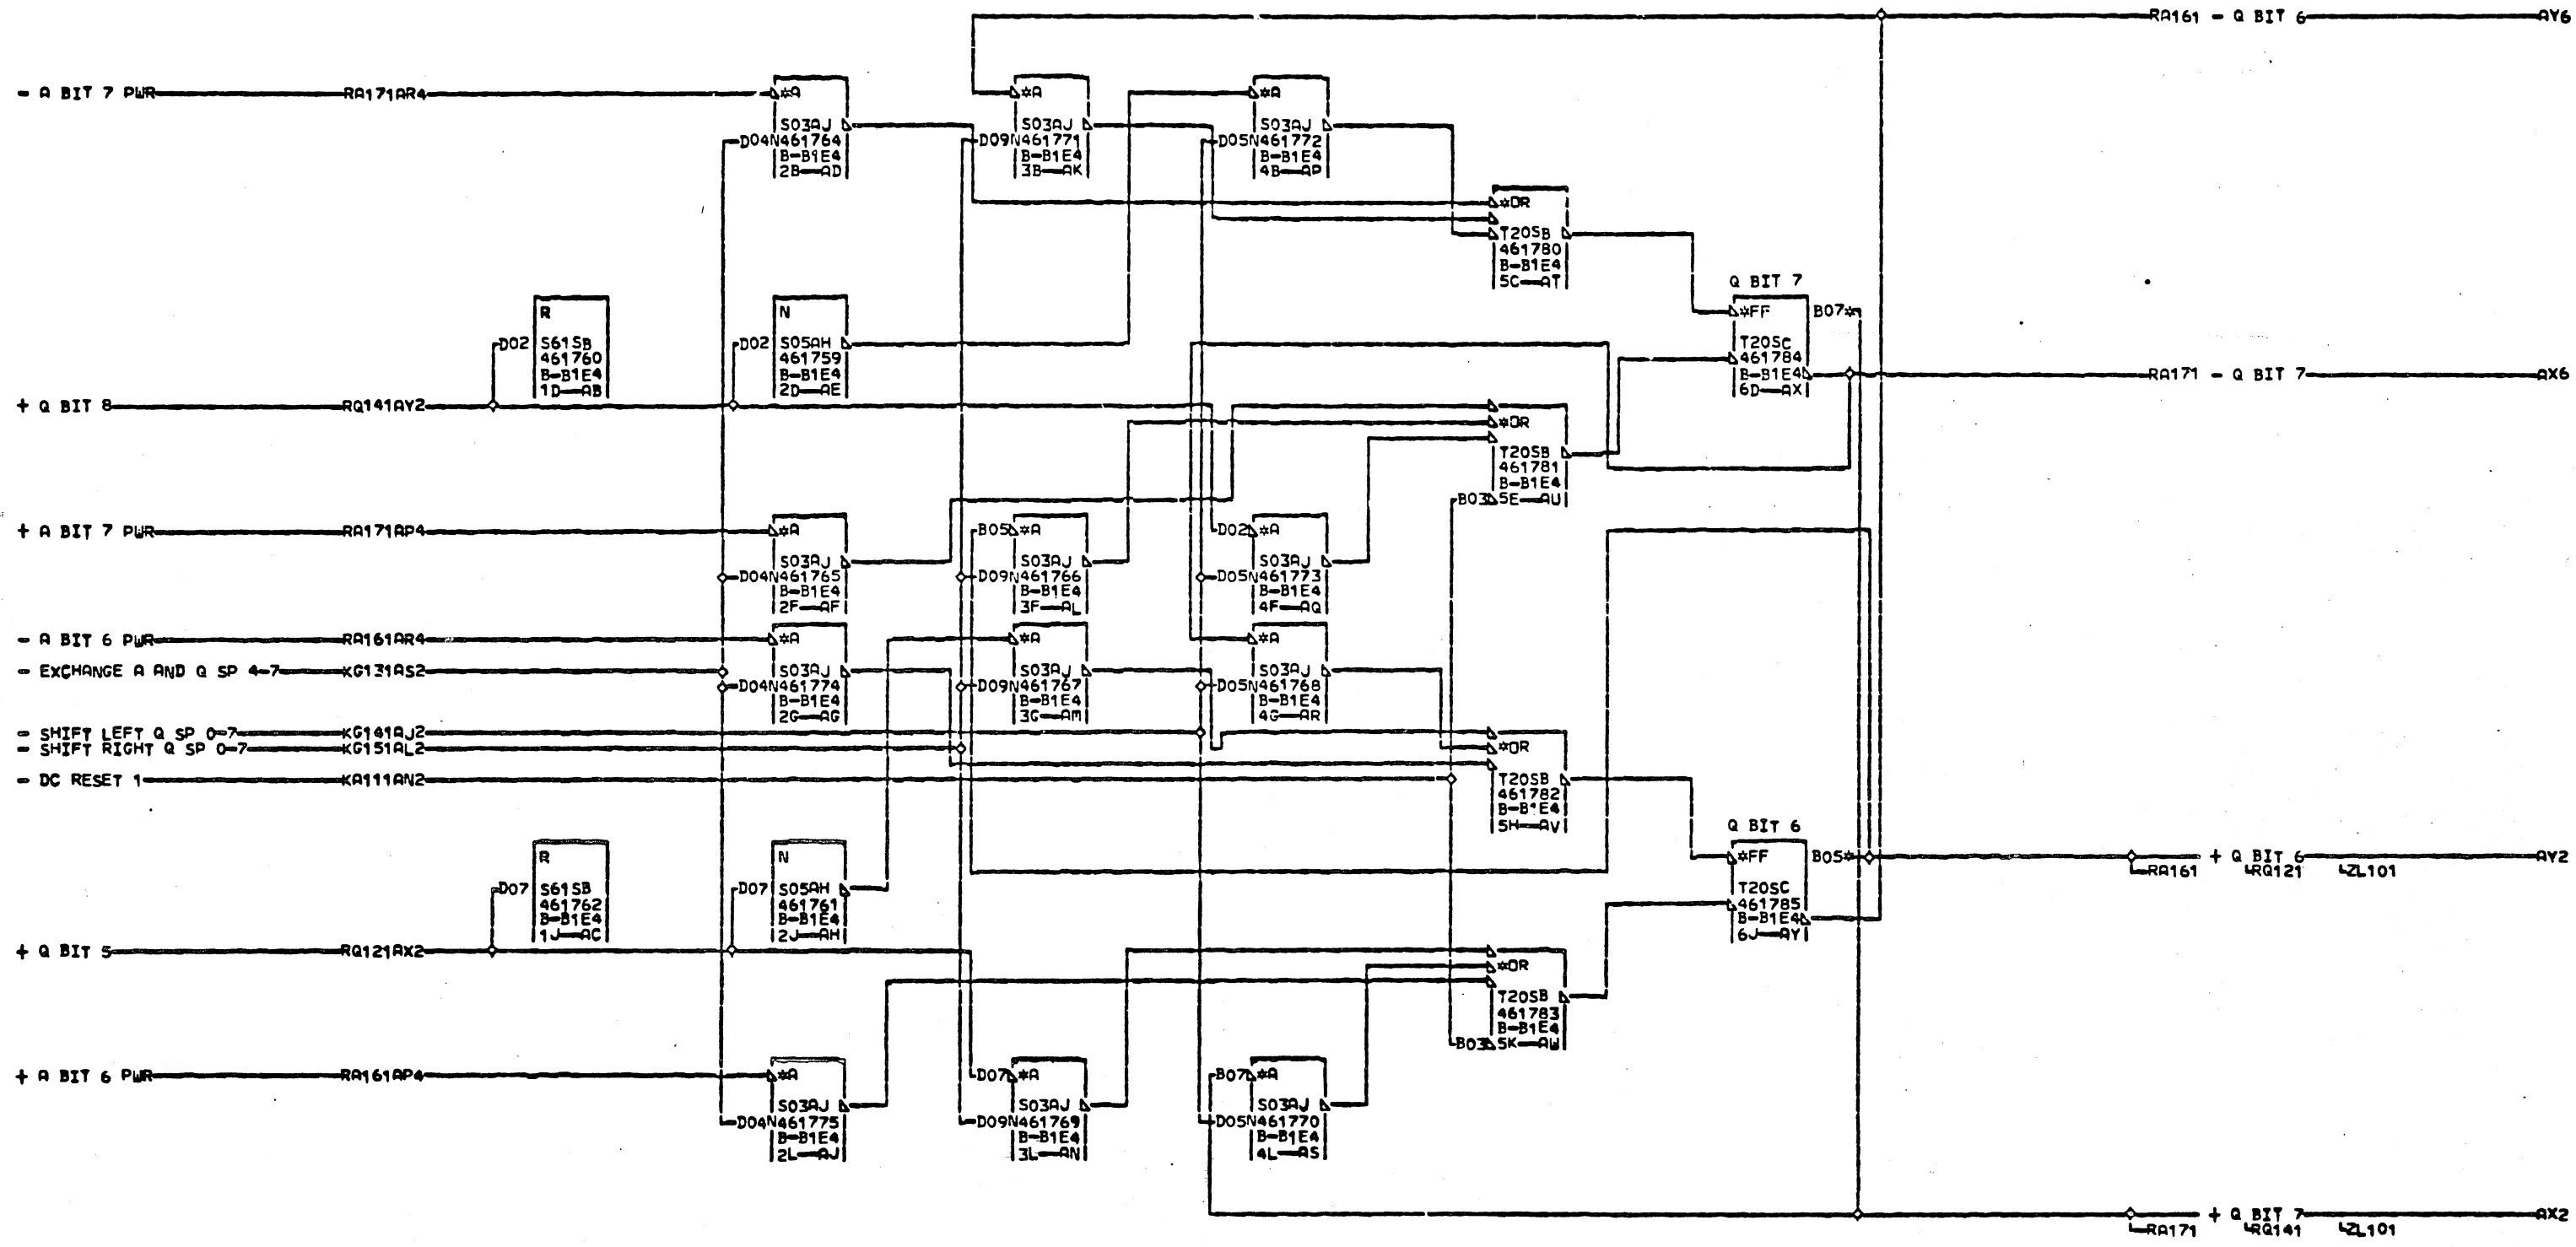 RA161 - Q BIT 6 AY6
- A BIT 7 PWR RA171AR4
*A
S03AJ
D04N461764
B-B1E4
2B-AD
*A
S03AJ
D09N461771
B-B1E4
3B-AK
*A
S03AJ
D05N461772
B-B1E4
4B-AP
*OR
T20SB
461780
B-B1E4
5C-AT
R
D02 S61SB
461760
B-B1E4
1D-AB
N
D02 S05AH
461759
B-B1E4
2D-AE
Q BIT 7
*FF B07*
T20SC
461784
B-B1E4
6D-AX
RA171 - Q BIT 7 AX6
+ Q BIT 8 RQ141AY2
*OR
T20SB
461781
B-B1E4
B03 5E-AU
+ A BIT 7 PWR RA171AP4
*A
S03AJ
D04N461765
B-B1E4
2F-AF
B05 *A
S03AJ
D09N461766
B-B1E4
3F-AL
D02 *A
S03AJ
D05N461773
B-B1E4
4F-AQ
- A BIT 6 PWR RA161AR4
- EXCHANGE A AND Q SP 4-7 KG131AS2
*A
S03AJ
D04N461774
B-B1E4
2G-AG
*A
S03AJ
D09N461767
B-B1E4
3G-AM
*A
S03AJ
D05N461768
B-B1E4
4G-AR
- SHIFT LEFT Q SP 0-7 KG141AJ2
- SHIFT RIGHT Q SP 0-7 KG151AL2
- DC RESET 1 KA111AN2
*OR
T20SB
461782
B-B1E4
5H-AV
R
D07 S61SB
461762
B-B1E4
1J-AC
N
D07 S05AH
461761
B-B1E4
2J-AH
Q BIT 6
*FF B05*
T20SC
461785
B-B1E4
6J-AY
+ Q BIT 6 AY2
RA161 RQ121 ZL101
+ Q BIT 5 RQ121AX2
*OR
T20SB
461783
B-B1E4
B03 5K-AW
+ A BIT 6 PWR RA161AP4
*A
S03AJ
D04N461775
B-B1E4
2L-AJ
D07 *A
S03AJ
D09N461769
B-B1E4
3L-AN
B07 *A
S03AJ
D05N461770
B-B1E4
4L-AS
+ Q BIT 7 AX2
RA171 RQ141 ZL101